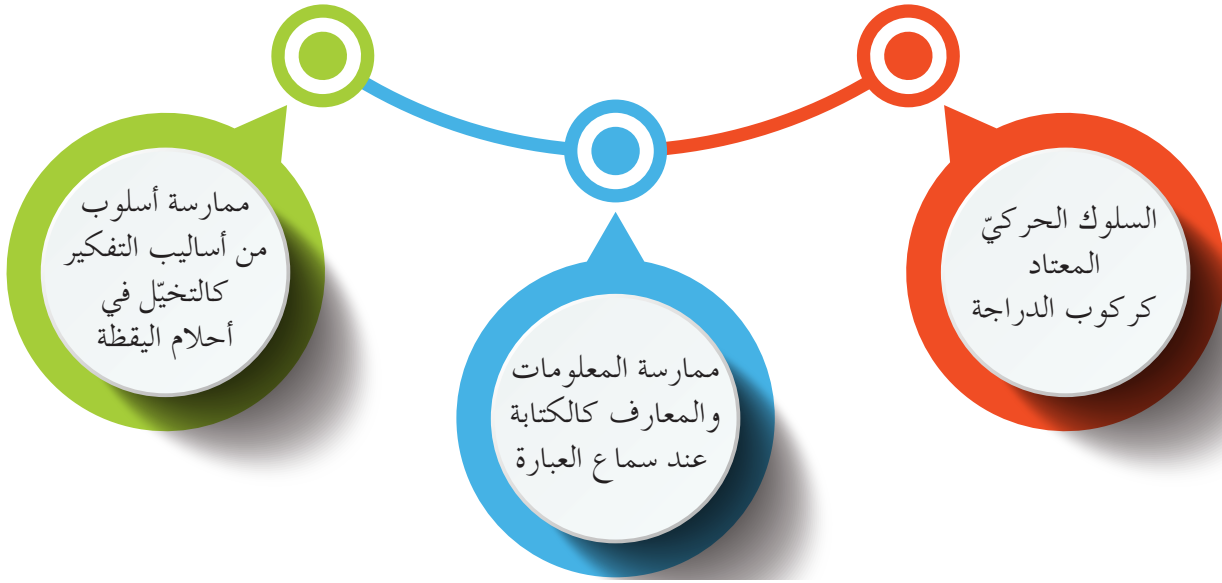 السلوك الحركيّ
المعتاد
كركوب الدراجة
ممارسة المعلومات
والمعارف كالكتابة
عند سماع العبارة
ممارسة أسلوب
من أساليب التفكير
كالتخيّل في
أحلام اليقظة